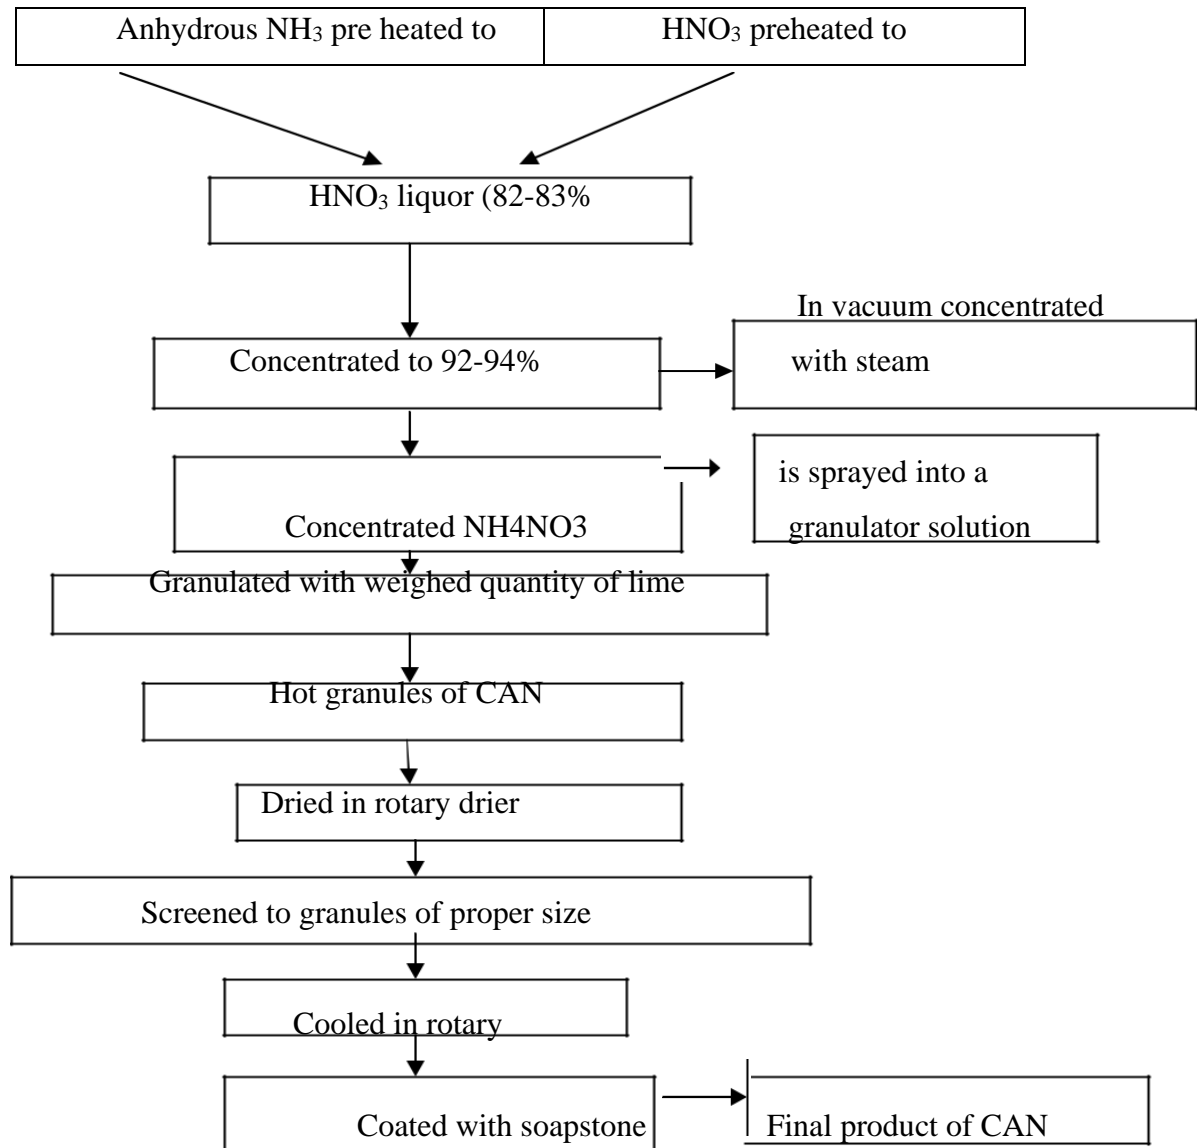 Anhydrous NH₃ pre heated to
HNO₃ preheated to
HNO₃ liquor (82-83%
In vacuum concentrated
Concentrated to 92-94%
with steam
is sprayed into a
Concentrated NH4NO3
granulator solution
Granulated with weighed quantity of lime
Hot granules of CAN
Dried in rotary drier
Screened to granules of proper size
Cooled in rotary
Coated with soapstone
Final product of CAN